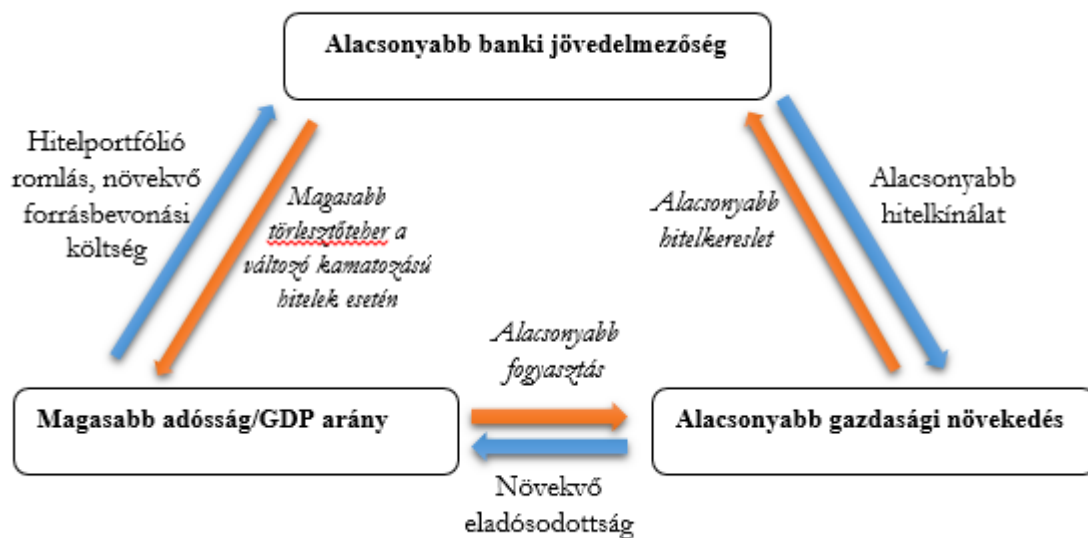 Alacsonyabb banki jövedelmezőség
Hitelportfólió
romlás, növekvő
forrásbevonási
költség
Magasabb
törlesztőteher a
változó kamatozású
hitelek esetén
Alacsonyabb
hitelkereslet
Alacsonyabb
hitelkínálat
Alacsonyabb
fogyasztás
Magasabb adósság/GDP arány
Alacsonyabb gazdasági növekedés
Növekvő
eladósodottság